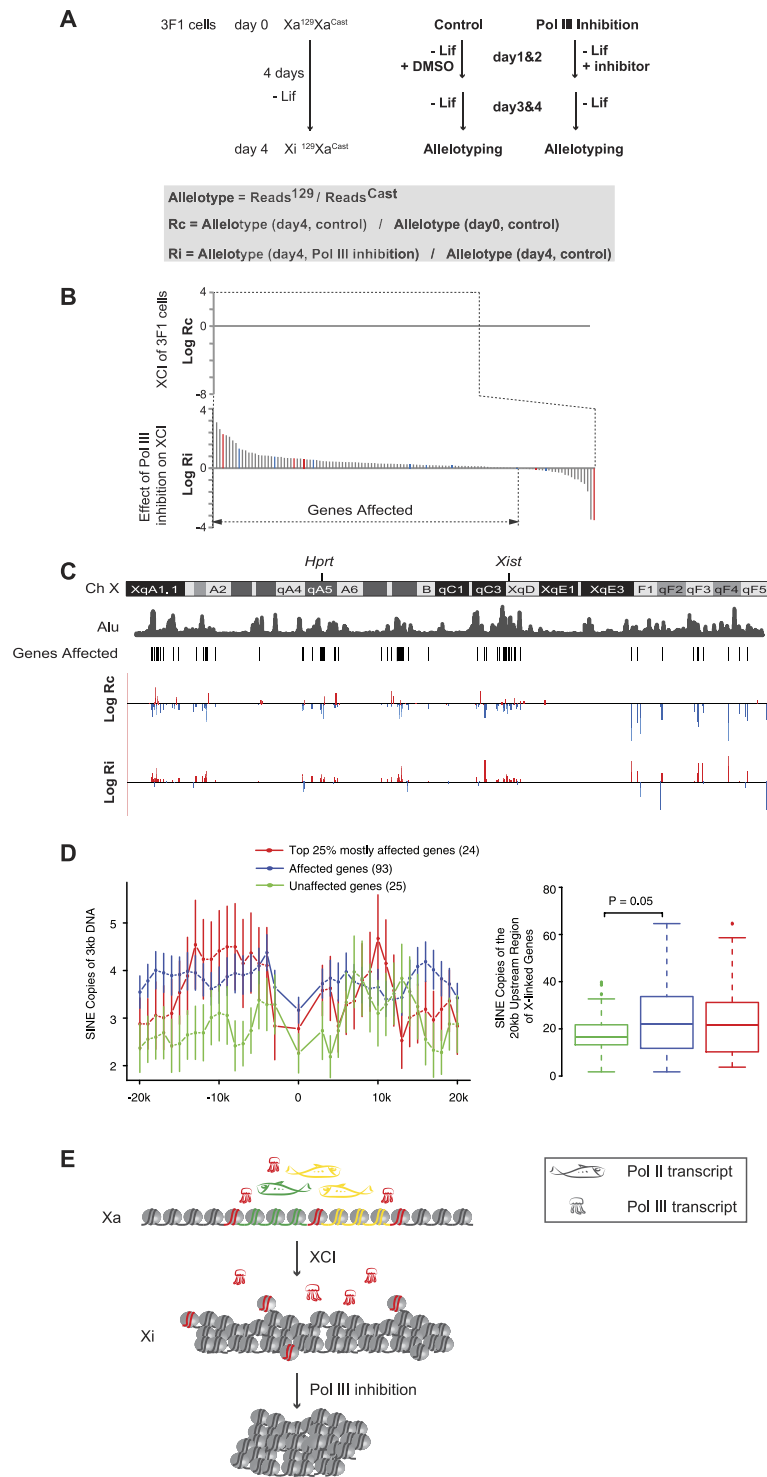 A
3F1 cells day 0 Xa129XaCast
4 days
- Lif
day 4 Xi 129XaCast
Control
Pol III Inhibition
- Lif
+ DMSO
day1&2
- Lif
+ inhibitor
- Lif
day3&4
- Lif
Allelotyping
Allelotyping
Allelotype = Reads129 / ReadsCast
Rc = Allelotype (day4, control) / Allelotype (day0, control)
Ri = Allelotype (day4, Pol III inhibition) / Allelotype (day4, control)
B
XCI of 3F1 cells
Log Rc
4
0
-8
Effect of Pol III
inhibition on XCI
Log Ri
4
0
-4
Genes Affected
C
Hprt
Xist
Ch X
XqA1.1
A2
qA4
qA5
A6
B
qC1
qC3
XqD
XqE1
XqE3
F1
qF2
qF3
qF4
qF5
Alu
Genes Affected
Log Rc
Log Ri
D
Top 25% mostly affected genes (24)
Affected genes (93)
Unaffected genes (25)
SINE Copies of 3kb DNA
5
4
3
2
-20k
-10k
0
10k
20k
SINE Copies of the
20kb Upstream Region
of X-linked Genes
80
60
40
20
0
P = 0.05
E
Xa
XCI
Xi
Pol III inhibition
Pol II transcript
Pol III transcript